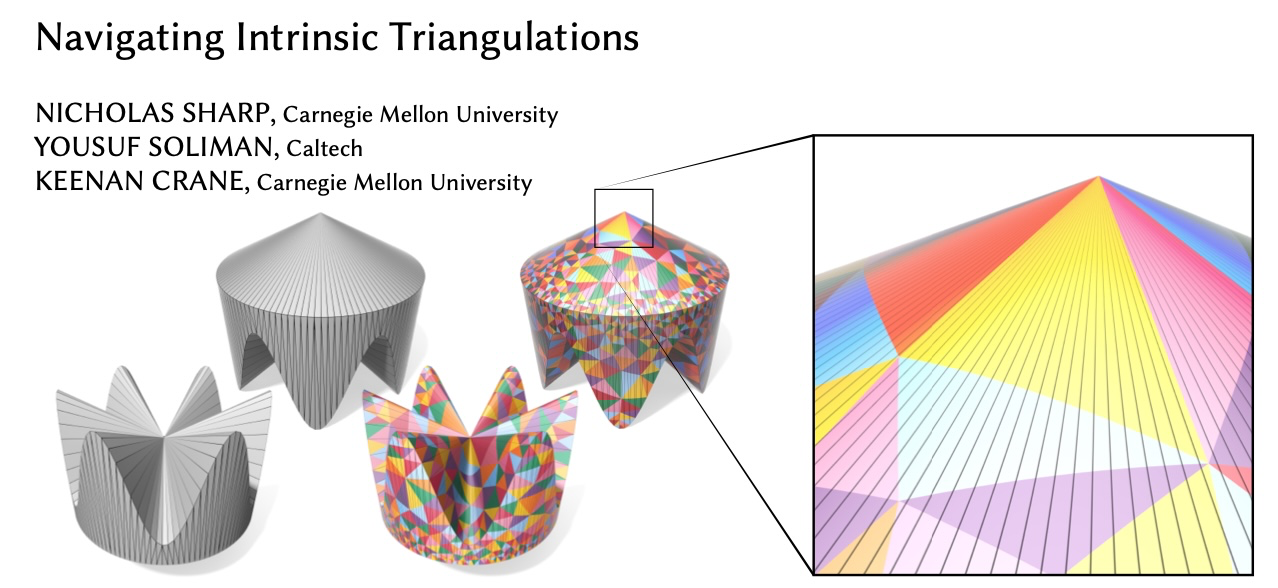 Navigating Intrinsic Triangulations
NICHOLAS SHARP, Carnegie Mellon University
YOUSUF SOLIMAN, Caltech
KEENAN CRANE, Carnegie Mellon University